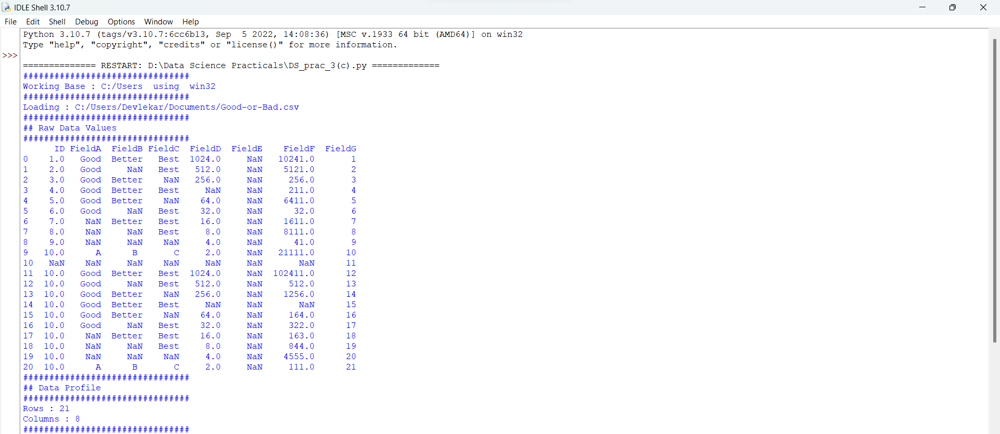 IDLE Shell 3.10.7
File Edit Shell Debug Options Window Help
Python 3.10.7 (tags/v3.10.7:6cc6b13, Sep  5 2022, 14:08:36) [MSC v.1933 64 bit (AMD64)] on win32
Type "help", "copyright", "credits" or "license()" for more information.
>>>
============== RESTART: D:\Data Science Practicals\DS_prac_3(c).py =============
################################
Working Base : C:/Users  using  win32
################################
Loading : C:/Users/Devlekar/Documents/Good-or-Bad.csv
################################
## Raw Data Values
################################
      ID FieldA  FieldB FieldC  FieldD  FieldE    FieldF  FieldG
0    1.0   Good  Better   Best  1024.0     NaN   10241.0       1
1    2.0   Good     NaN   Best   512.0     NaN    5121.0       2
2    3.0   Good  Better    NaN   256.0     NaN     256.0       3
3    4.0   Good  Better   Best     NaN     NaN     211.0       4
4    5.0   Good  Better    NaN    64.0     NaN    6411.0       5
5    6.0   Good     NaN   Best    32.0     NaN      32.0       6
6    7.0    NaN  Better   Best    16.0     NaN    1611.0       7
7    8.0    NaN     NaN   Best     8.0     NaN    8111.0       8
8    9.0    NaN     NaN    NaN     4.0     NaN      41.0       9
9   10.0      A       B      C     2.0     NaN   21111.0      10
10   NaN    NaN     NaN    NaN     NaN     NaN       NaN      11
11  10.0   Good  Better   Best  1024.0     NaN  102411.0      12
12  10.0   Good     NaN   Best   512.0     NaN     512.0      13
13  10.0   Good  Better    NaN   256.0     NaN    1256.0      14
14  10.0   Good  Better   Best     NaN     NaN       NaN      15
15  10.0   Good  Better    NaN    64.0     NaN     164.0      16
16  10.0   Good     NaN   Best    32.0     NaN     322.0      17
17  10.0    NaN  Better   Best    16.0     NaN     163.0      18
18  10.0    NaN     NaN   Best     8.0     NaN     844.0      19
19  10.0    NaN     NaN    NaN     4.0     NaN    4555.0      20
20  10.0      A       B      C     2.0     NaN     111.0      21
################################
## Data Profile
################################
Rows : 21
Columns : 8
################################